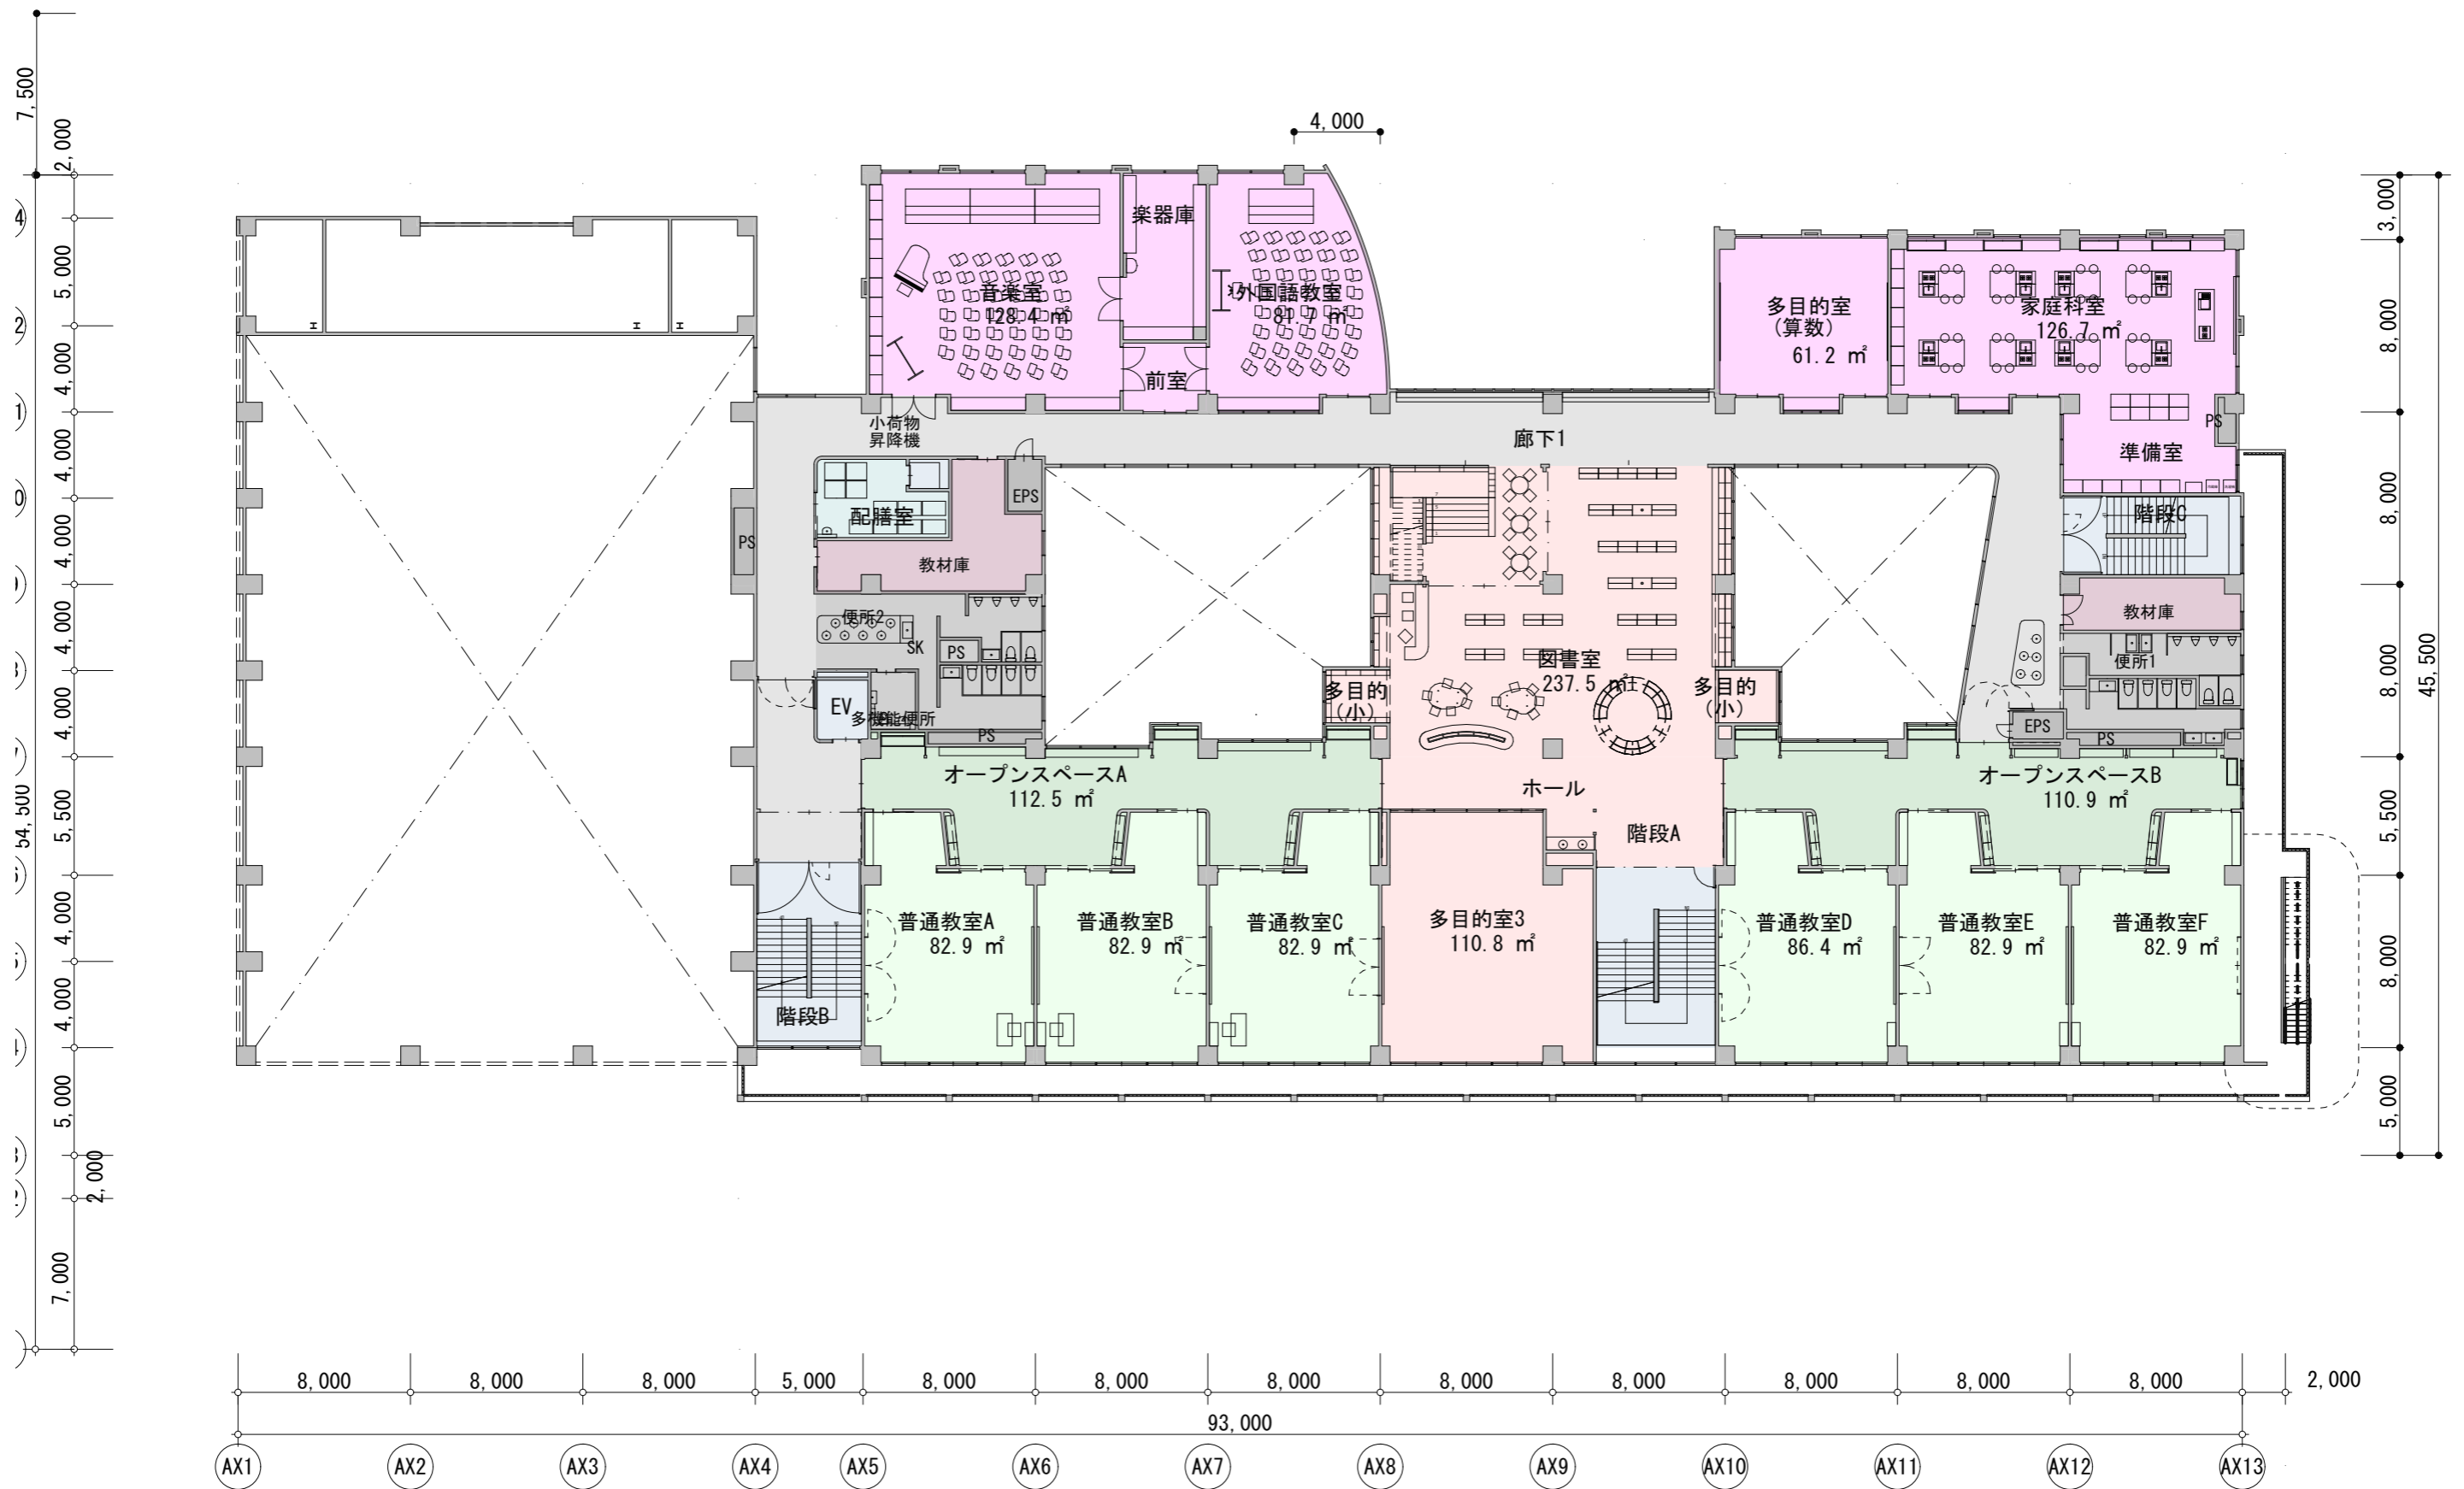 7,500
2,000
5,000
4,000
4,000
4,000
4,000
4,000
4,000
5,500
4,000
4,000
5,000
2,000
7,000
54,500
4,000
音楽室
128.4 ㎡
楽器庫
外国語教室
81.7 ㎡
前室
多目的室
(算数)
61.2 ㎡
家庭科室
126.7 ㎡
PS
準備室
小荷物
昇降機
廊下1
EPS
配膳室
教材庫
PS
階段C
教材庫
便所2
SK
PS
便所1
図書室
237.5 ㎡
多目的
(小)
多目的
(小)
EV
多機能便所
PS
EPS
PS
オープンスペースA
112.5 ㎡
ホール
オープンスペースB
110.9 ㎡
階段A
普通教室A
82.9 ㎡
普通教室B
82.9 ㎡
普通教室C
82.9 ㎡
多目的室3
110.8 ㎡
普通教室D
86.4 ㎡
普通教室E
82.9 ㎡
普通教室F
82.9 ㎡
階段B
3,000
8,000
8,000
8,000
5,500
8,000
5,000
45,500
8,000 8,000 8,000 5,000 8,000 8,000 8,000 8,000 8,000 8,000 8,000 8,000 2,000
93,000
AX1 AX2 AX3 AX4 AX5 AX6 AX7 AX8 AX9 AX10 AX11 AX12 AX13